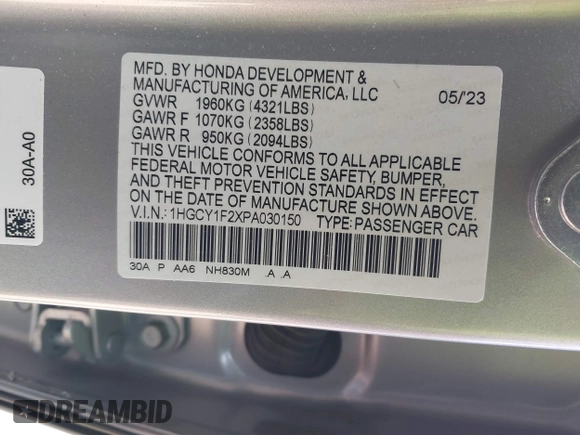 30A-A0
MFD. BY HONDA DEVELOPMENT &
MANUFACTURING OF AMERICA, LLC 05/'23
GVWR 1960KG (4321LBS)
GAWR F 1070KG (2358LBS)
GAWR R 950KG (2094LBS)
THIS VEHICLE CONFORMS TO ALL APPLICABLE
FEDERAL MOTOR VEHICLE SAFETY, BUMPER,
AND THEFT PREVENTION STANDARDS IN EFFECT
ON THE DATE OF MANUFACTURE SHOWN ABOVE.
V.I.N.: 1HGCY1F2XPA030150 TYPE: PASSENGER CAR
30A P AA6 NH830M .A .A
DREAMBID